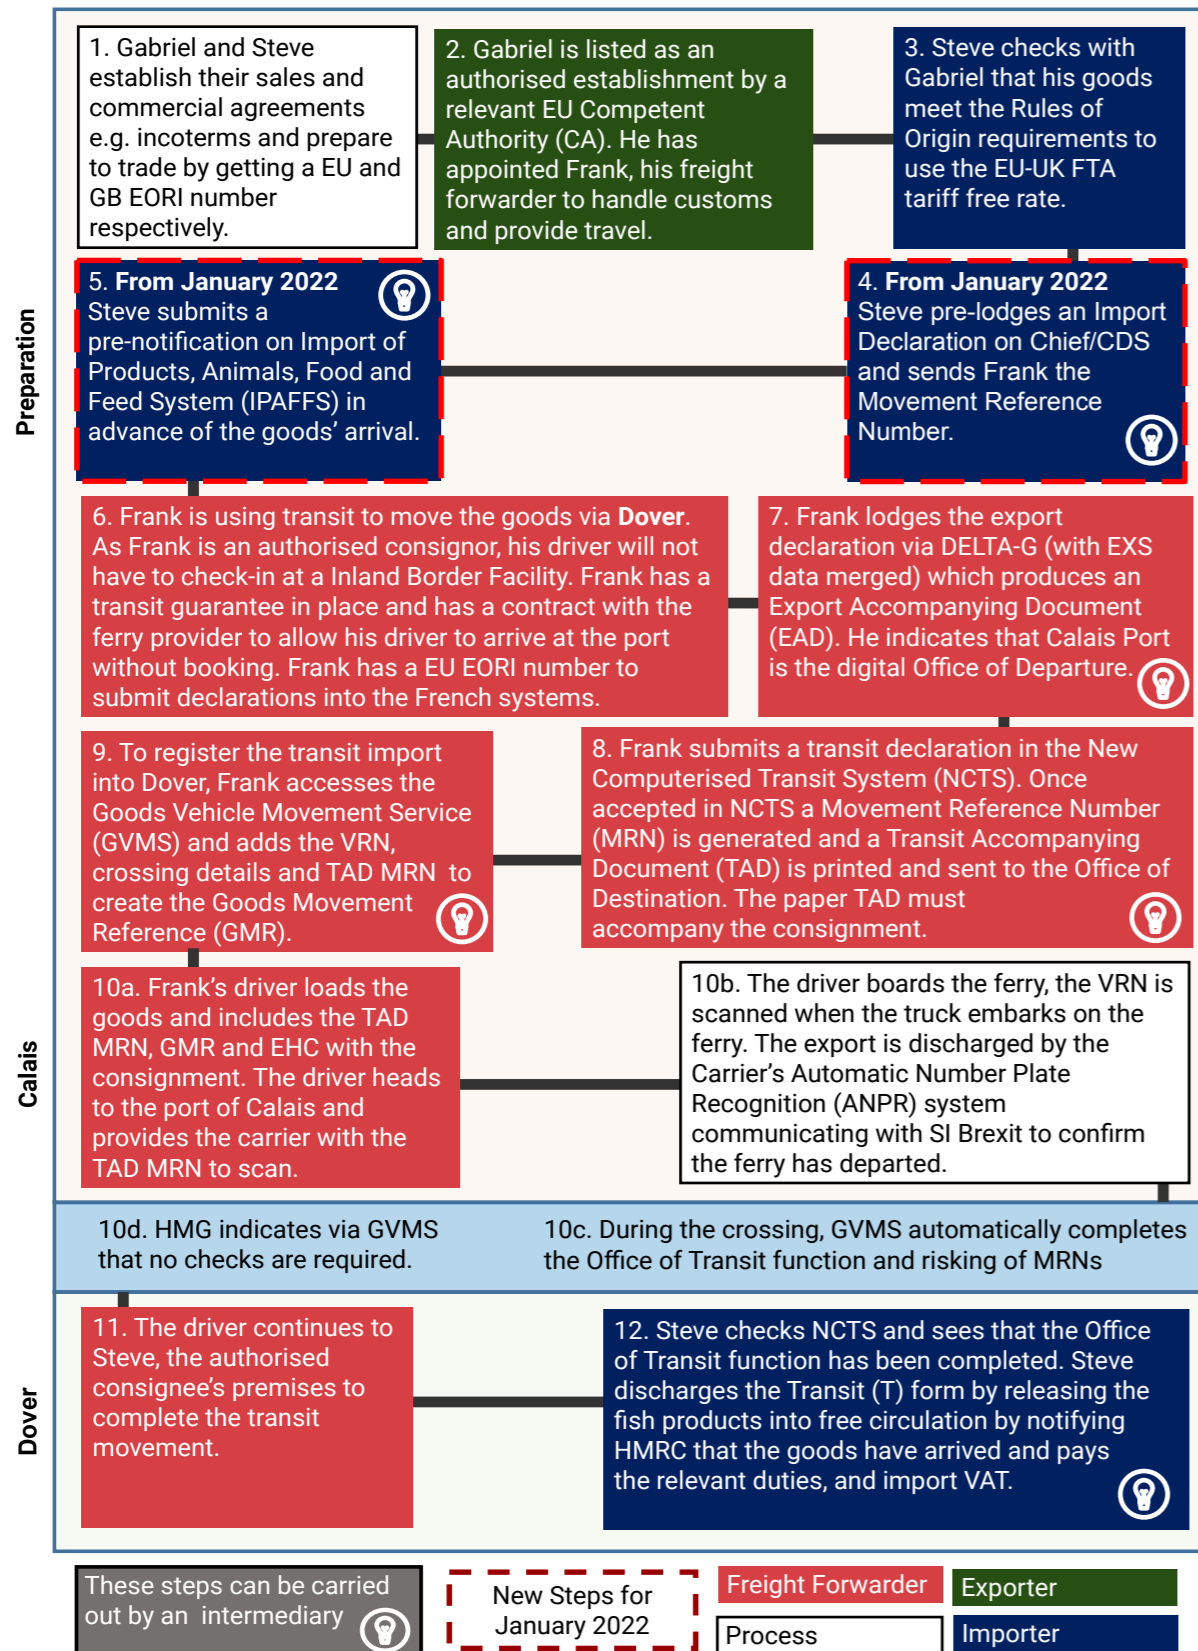 Preparation
1. Gabriel and Steve
establish their sales and
commercial agreements
e.g. incoterms and prepare
to trade by getting a EU and
GB EORI number
respectively.
2. Gabriel is listed as an
authorised establishment by a
relevant EU Competent
Authority (CA). He has
appointed Frank, his freight
forwarder to handle customs
and provide travel.
3. Steve checks with
Gabriel that his goods
meet the Rules of
Origin requirements to
use the EU-UK FTA
tariff free rate.
4. From January 2022
Steve pre-lodges an Import
Declaration on Chief/CDS
and sends Frank the
Movement Reference
Number.
5. From January 2022
Steve submits a
pre-notification on Import of
Products, Animals, Food and
Feed System (IPAFFS) in
advance of the goods' arrival.
6. Frank is using transit to move the goods via Dover.
As Frank is an authorised consignor, his driver will not
have to check-in at a Inland Border Facility. Frank has a
transit guarantee in place and has a contract with the
ferry provider to allow his driver to arrive at the port
without booking. Frank has a EU EORI number to
submit declarations into the French systems.
7. Frank lodges the export
declaration via DELTA-G (with EXS
data merged) which produces an
Export Accompanying Document
(EAD). He indicates that Calais Port
is the digital Office of Departure.
8. Frank submits a transit declaration in the New
Computerised Transit System (NCTS). Once
accepted in NCTS a Movement Reference Number
(MRN) is generated and a Transit Accompanying
Document (TAD) is printed and sent to the Office of
Destination. The paper TAD must
accompany the consignment.
9. To register the transit import
into Dover, Frank accesses the
Goods Vehicle Movement Service
(GVMS) and adds the VRN,
crossing details and TAD MRN to
create the Goods Movement
Reference (GMR).
Calais
10a. Frank's driver loads the
goods and includes the TAD
MRN, GMR and EHC with the
consignment. The driver heads
to the port of Calais and
provides the carrier with the
TAD MRN to scan.
10b. The driver boards the ferry, the VRN is
scanned when the truck embarks on the
ferry. The export is discharged by the
Carrier's Automatic Number Plate
Recognition (ANPR) system
communicating with SI Brexit to confirm
the ferry has departed.
10c. During the crossing, GVMS automatically completes
the Office of Transit function and risking of MRNs
10d. HMG indicates via GVMS
that no checks are required.
Dover
11. The driver continues to
Steve, the authorised
consignee's premises to
complete the transit
movement.
12. Steve checks NCTS and sees that the Office
of Transit function has been completed. Steve
discharges the Transit (T) form by releasing the
fish products into free circulation by notifying
HMRC that the goods have arrived and pays
the relevant duties, and import VAT.
These steps can be carried
out by an intermediary
New Steps for
January 2022
Freight Forwarder
Exporter
Process
Importer